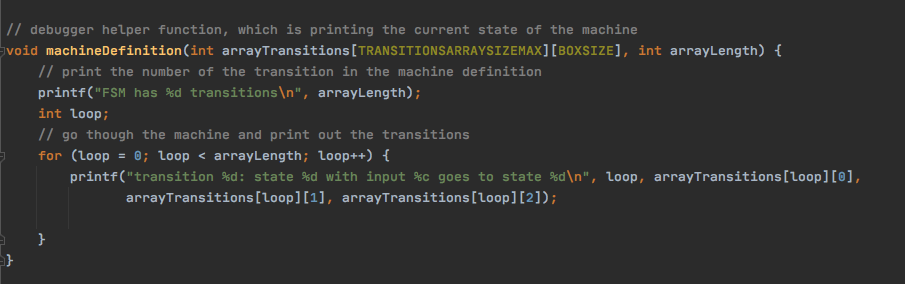 // debugger helper function, which is printing the current state of the machine
void machineDefinition(int arrayTransitions[TRANSITIONSARRAYSIZEMAX][BOXSIZE], int arrayLength) {
// print the number of the transition in the machine definition
printf("FSM has %d transitions\n", arrayLength);
int loop;
// go though the machine and print out the transitions
for (loop = 0; loop < arrayLength; loop++) {
printf("transition %d: state %d with input %c goes to state %d\n", loop, arrayTransitions[loop][0],
arrayTransitions[loop][1], arrayTransitions[loop][2]);
}
}